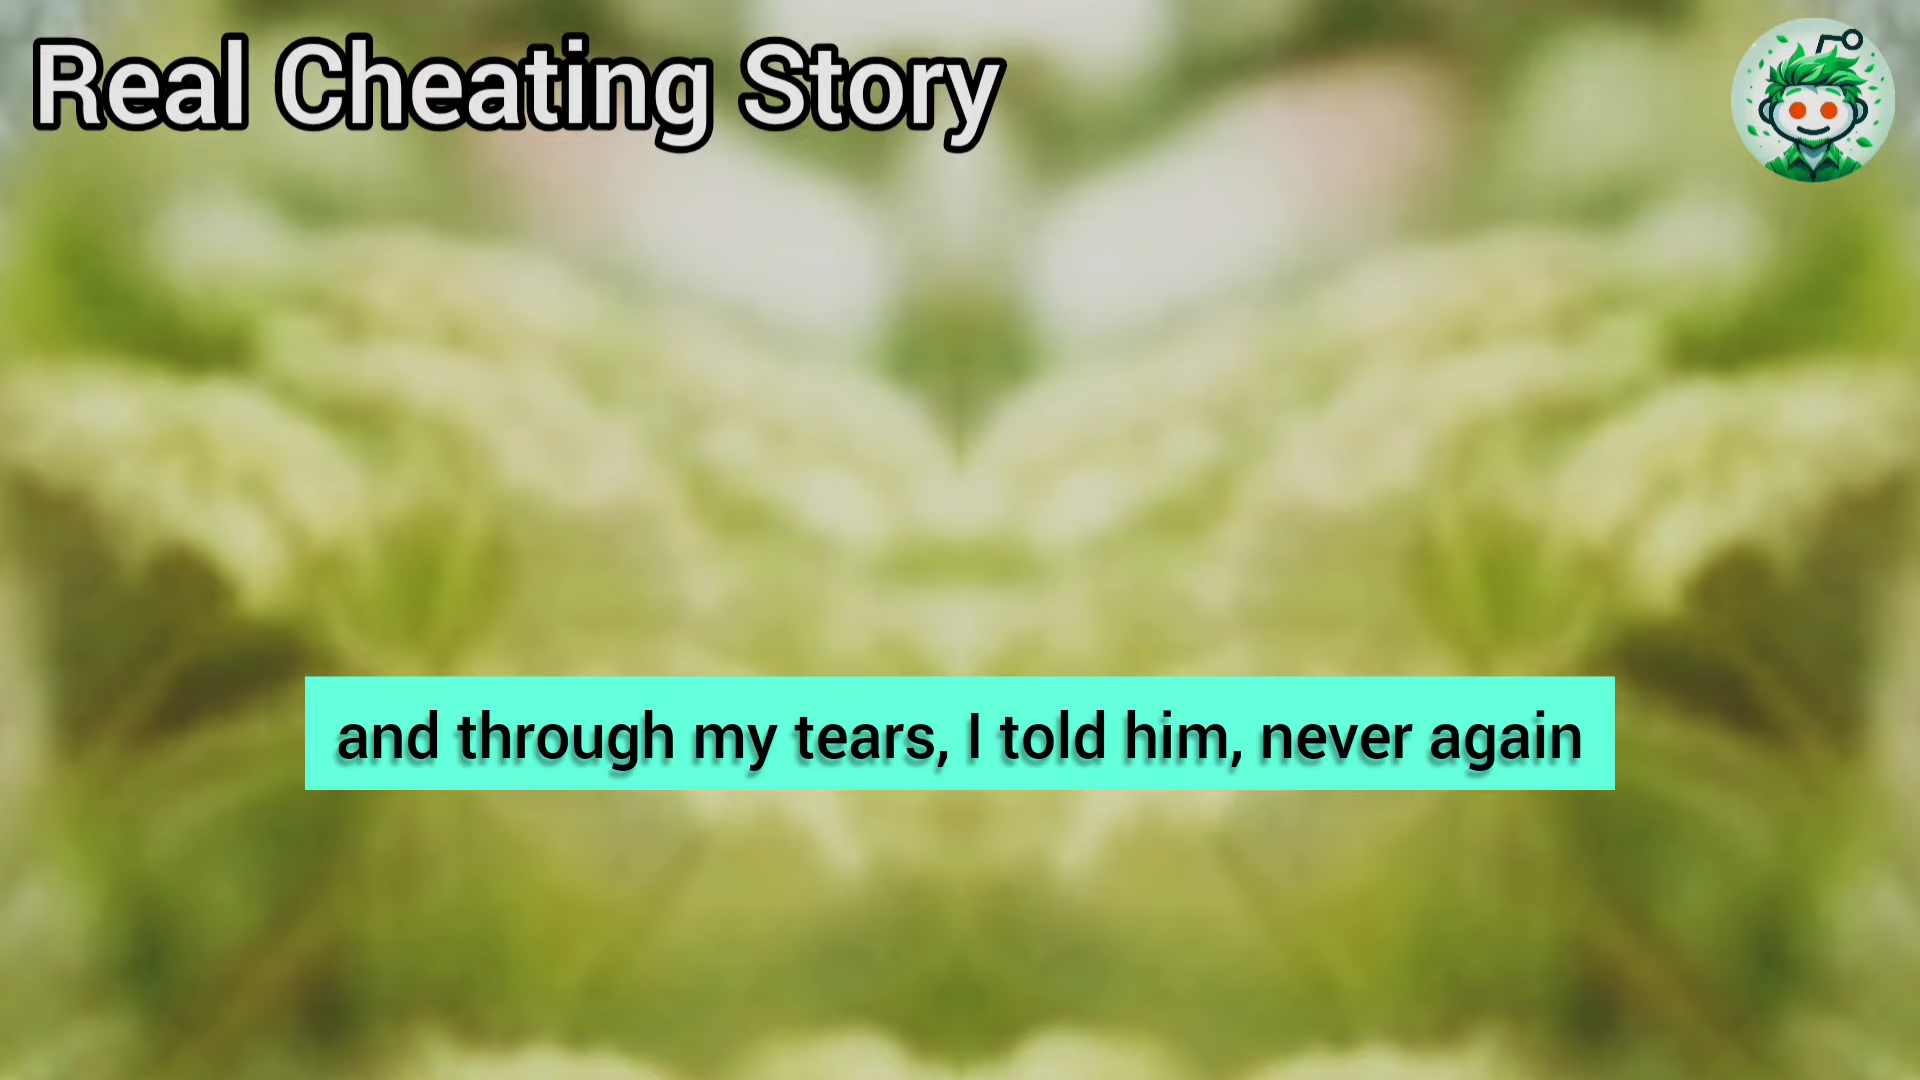 Real Cheating Story
and through my tears, I told him, never again